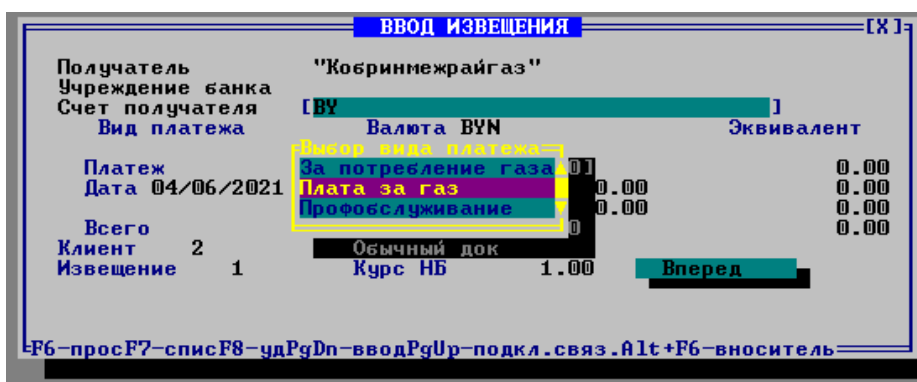 ВВОД ИЗВЕЩЕНИЯ [X]
Получатель "Кобринмежрайгаз"
Учреждение банка
Счет получателя [BY ]
Вид платежа Валюта BYN Эквивалент
Выбор вида платежа
Платеж За потребление газа 0] 0.00
Дата 04/06/2021 Плата за газ 0.00 0.00
Профобслуживание 0.00 0.00
Всего 0 0.00
Клиент 2 Обычный док
Извещение 1 Курс НБ 1.00 Вперед
F6-просF7-списF8-удPgDn-вводPgUp-подкл.связ.Alt+F6-вноситель